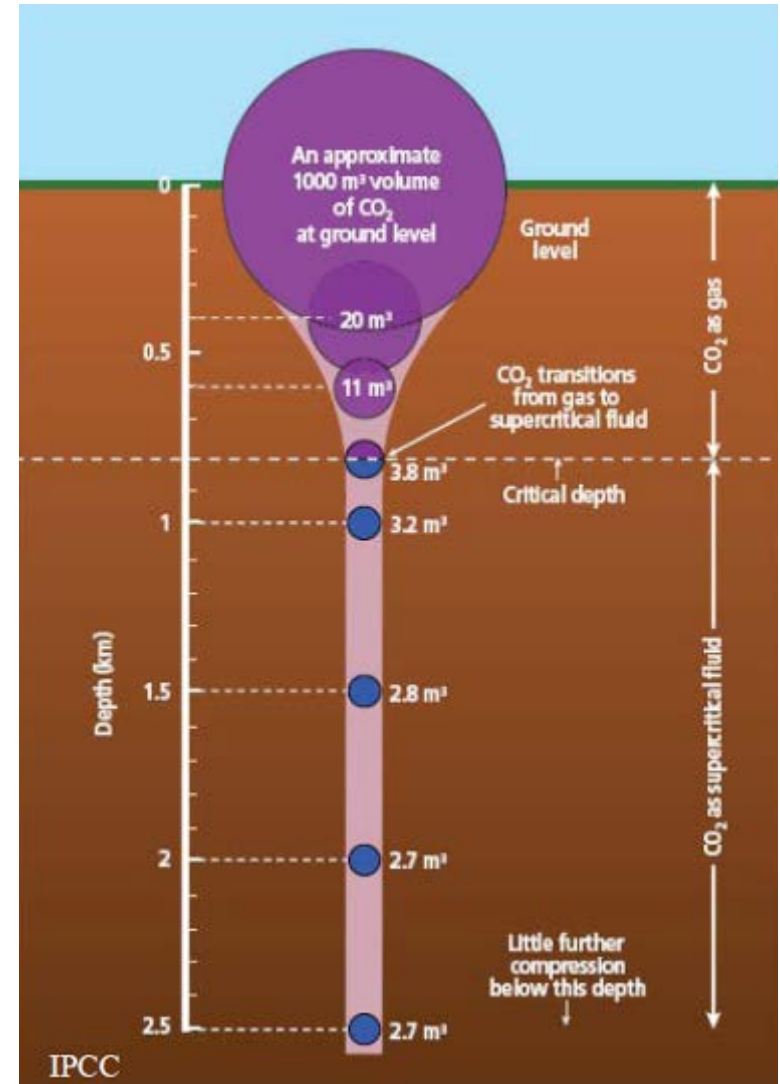 An approximate
1000 m³ volume
of CO₂
at ground level
0
Ground
level
20 m³
0.5
11 m³
CO₂ as gas
CO₂ transitions
from gas to
supercritical fluid
3.8 m³
Critical depth
1
3.2 m³
Depth (km)
1.5
2.8 m³
CO₂ as supercritical fluid
2
2.7 m³
Little further
compression
below this depth
2.5
2.7 m³
IPCC